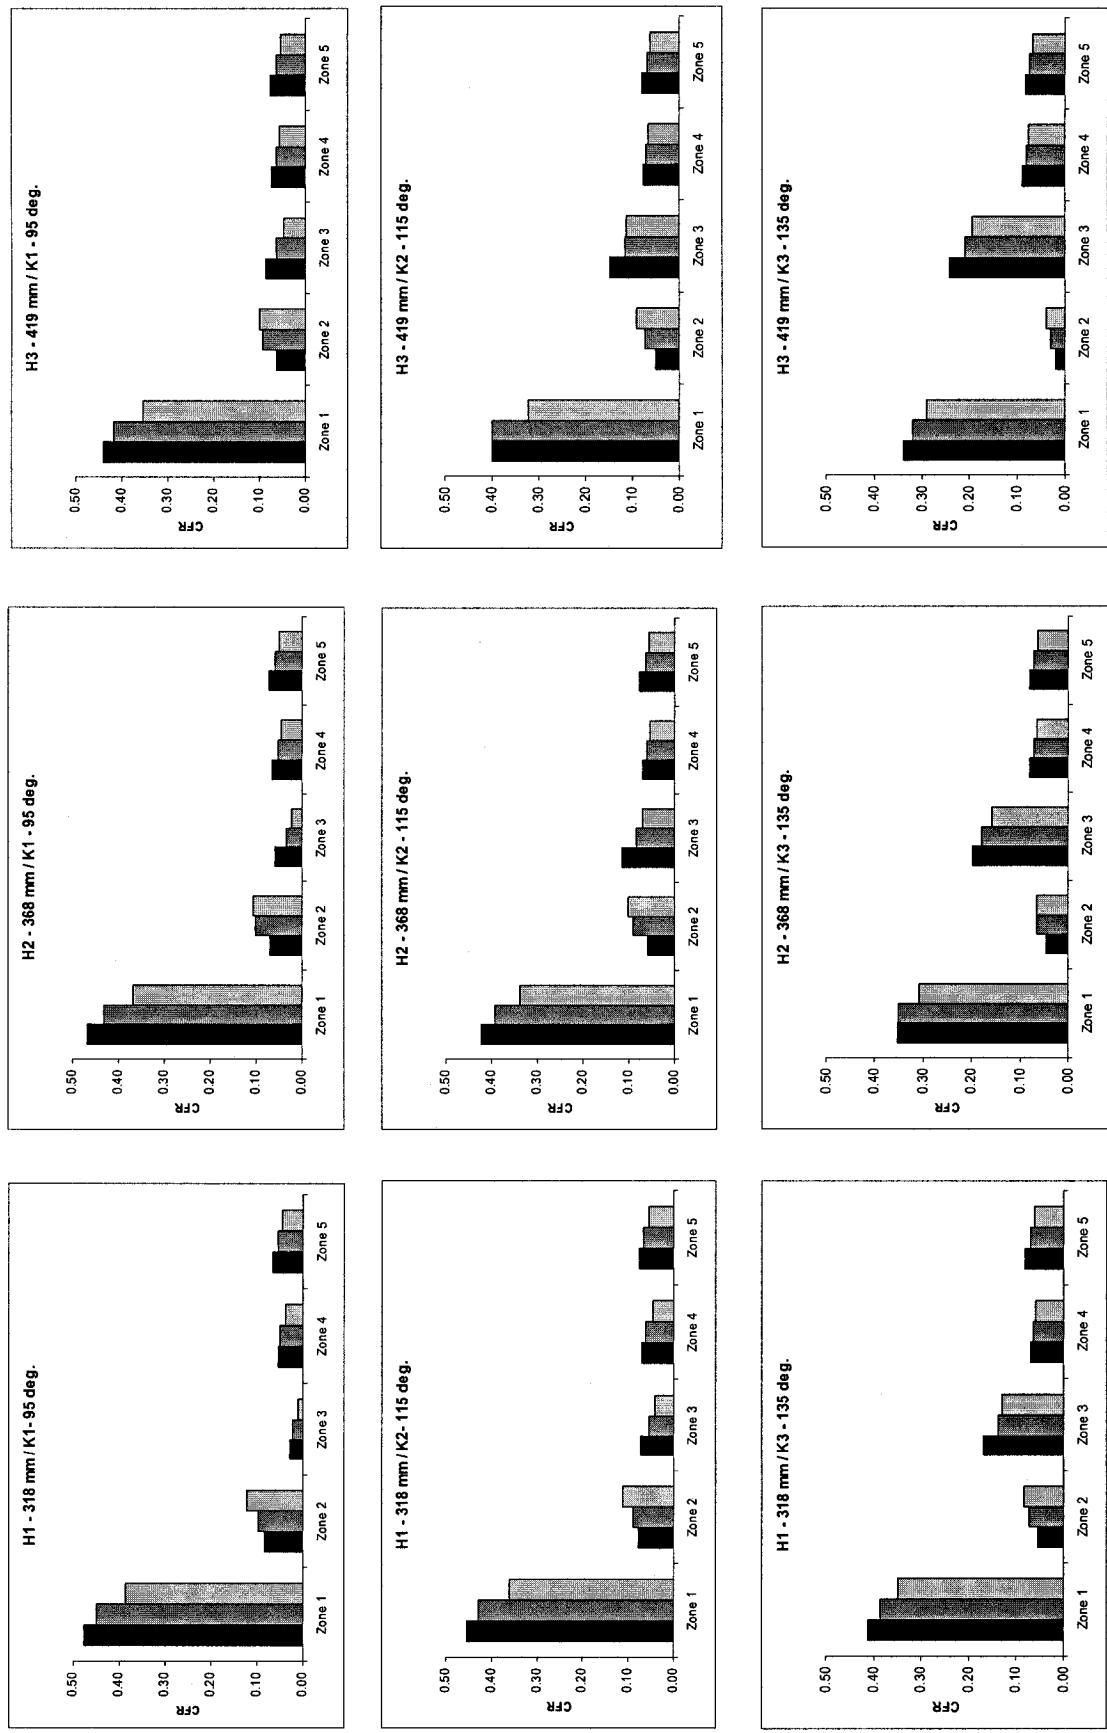 H1 - 318 mm / K1- 95 deg.
0.50
0.40
0.30
0.20
0.10
0.00
CFR
Zone 1
Zone 2
Zone 3
Zone 4
Zone 5
H2 - 368 mm / K1 - 95 deg.
0.50
0.40
0.30
0.20
0.10
0.00
CFR
Zone 1
Zone 2
Zone 3
Zone 4
Zone 5
H3 - 419 mm / K1 - 95 deg.
0.50
0.40
0.30
0.20
0.10
0.00
CFR
Zone 1
Zone 2
Zone 3
Zone 4
Zone 5
H1 - 318 mm / K2- 115 deg.
0.50
0.40
0.30
0.20
0.10
0.00
CFR
Zone 1
Zone 2
Zone 3
Zone 4
Zone 5
H2 - 368 mm / K2 - 115 deg.
0.50
0.40
0.30
0.20
0.10
0.00
CFR
Zone 1
Zone 2
Zone 3
Zone 4
Zone 5
H3 - 419 mm / K2 - 115 deg.
0.50
0.40
0.30
0.20
0.10
0.00
CFR
Zone 1
Zone 2
Zone 3
Zone 4
Zone 5
H1 - 318 mm / K3 - 135 deg.
0.50
0.40
0.30
0.20
0.10
0.00
CFR
Zone 1
Zone 2
Zone 3
Zone 4
Zone 5
H2 - 368 mm / K3 - 135 deg.
0.50
0.40
0.30
0.20
0.10
0.00
CFR
Zone 1
Zone 2
Zone 3
Zone 4
Zone 5
H3 - 419 mm / K3 - 135 deg.
0.50
0.40
0.30
0.20
0.10
0.00
CFR
Zone 1
Zone 2
Zone 3
Zone 4
Zone 5